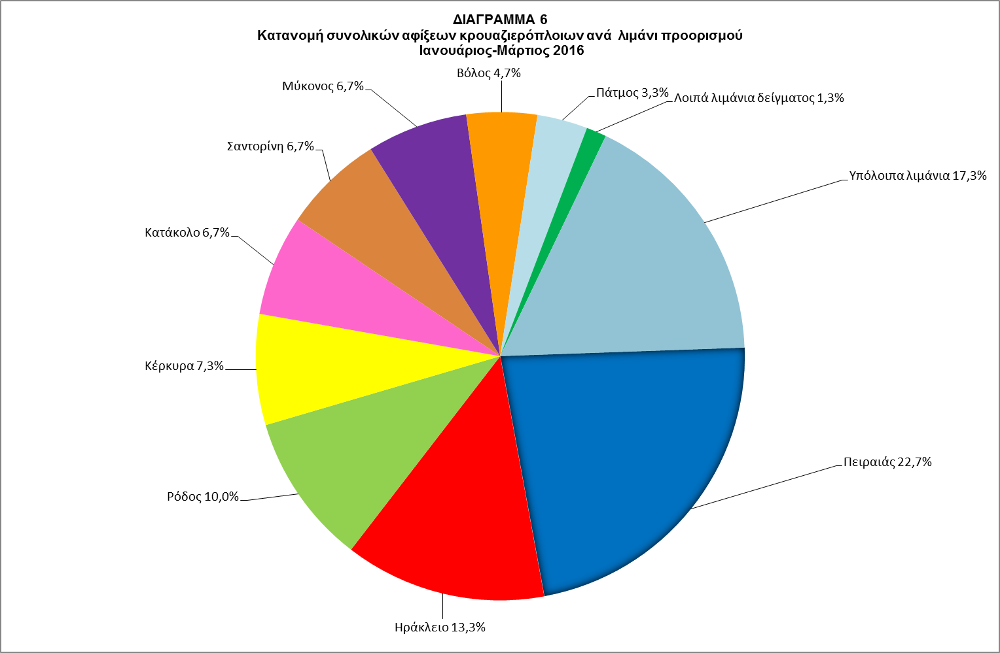 ΔΙΑΓΡΑΜΜΑ 6
Κατανομή συνολικών αφίξεων κρουαζιερόπλοιων ανά λιμάνι προορισμού
Ιανουάριος-Μάρτιος 2016
Βόλος 4,7%
Μύκονος 6,7%
Πάτμος 3,3%
Λοιπά λιμάνια δείγματος 1,3%
Σαντορίνη 6,7%
Υπόλοιπα λιμάνια 17,3%
Κατάκολο 6,7%
Κέρκυρα 7,3%
Πειραιάς 22,7%
Ρόδος 10,0%
Ηράκλειο 13,3%